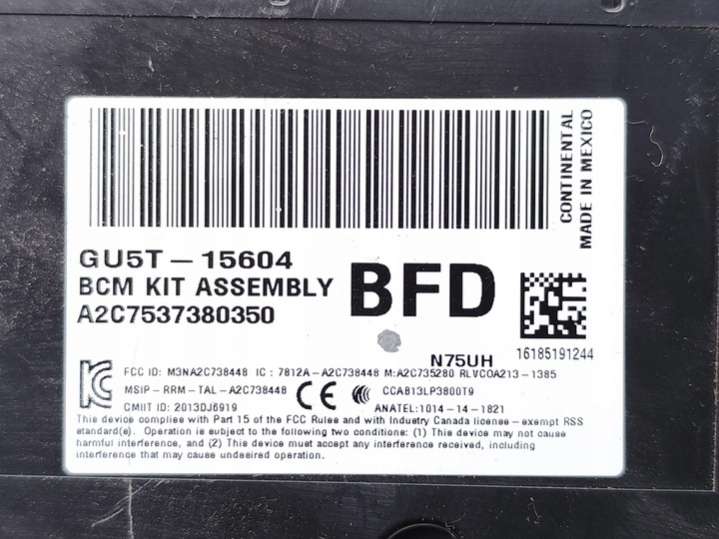 CONTINENTAL
MADE IN MEXICO
GU5T-15604
BCM KIT ASSEMBLY
A2C7537380350
BFD
N75UH
16185191244
FCC ID: M3NA2C738448 IC : 7812A-A2C738448 M:A2C735280 RLVCOA213-1385
MSIP-RRM-TAL-A2C738448
CE
CCAB13LP3800T9
CMIIT ID: 2013DJ6919
ANATEL:1014-14-1821
This device complies with Part 15 of the FCC Rules and with Industry Canada license-exempt RSS
standard(s). Operation is subject to the following two conditions: (1) This device may not cause
harmful interference, and (2) This device must accept any interference received, including
interference that may cause undesired operation.